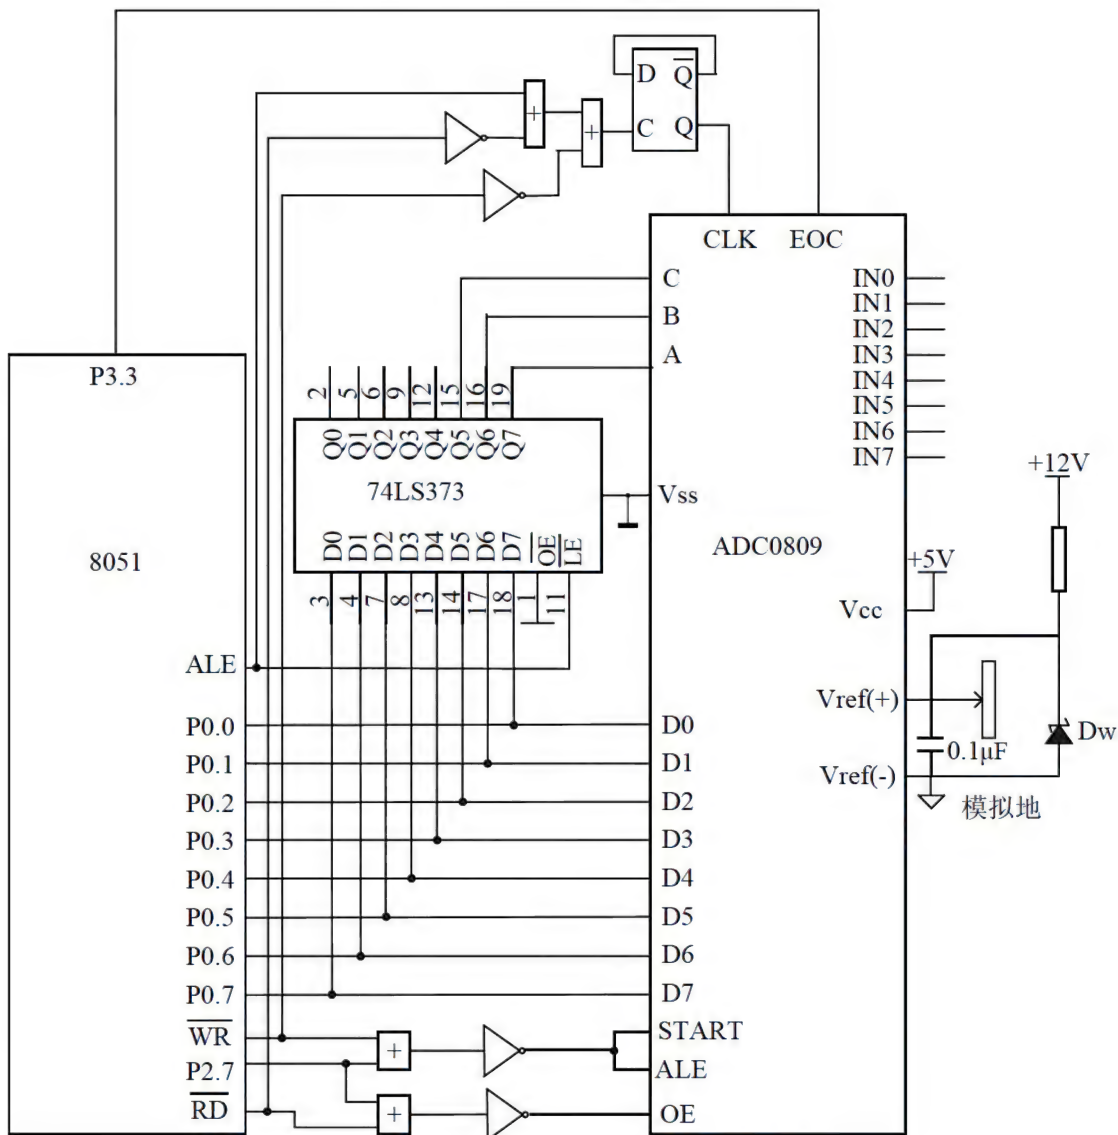 D Q̅
+
+ C Q
CLK EOC
C
B
A
IN0
IN1
IN2
IN3
IN4
IN5
IN6
IN7
P3.3
2 5 6 9 12 15 16 19
Q0 Q1 Q2 Q3 Q4 Q5 Q6 Q7
74LS373
D0 D1 D2 D3 D4 D5 D6 D7 O̅E̅ L̅E̅
3 4 7 8 13 14 17 18 1 11
Vss
8051
ADC0809
+12V
+5V
Vcc
Vref(+)
Dw
0.1μF
Vref(-)
模拟地
ALE
P0.0 D0
P0.1 D1
P0.2 D2
P0.3 D3
P0.4 D4
P0.5 D5
P0.6 D6
P0.7 D7
W̅R̅ START
+
P2.7 ALE
R̅D̅ + OE